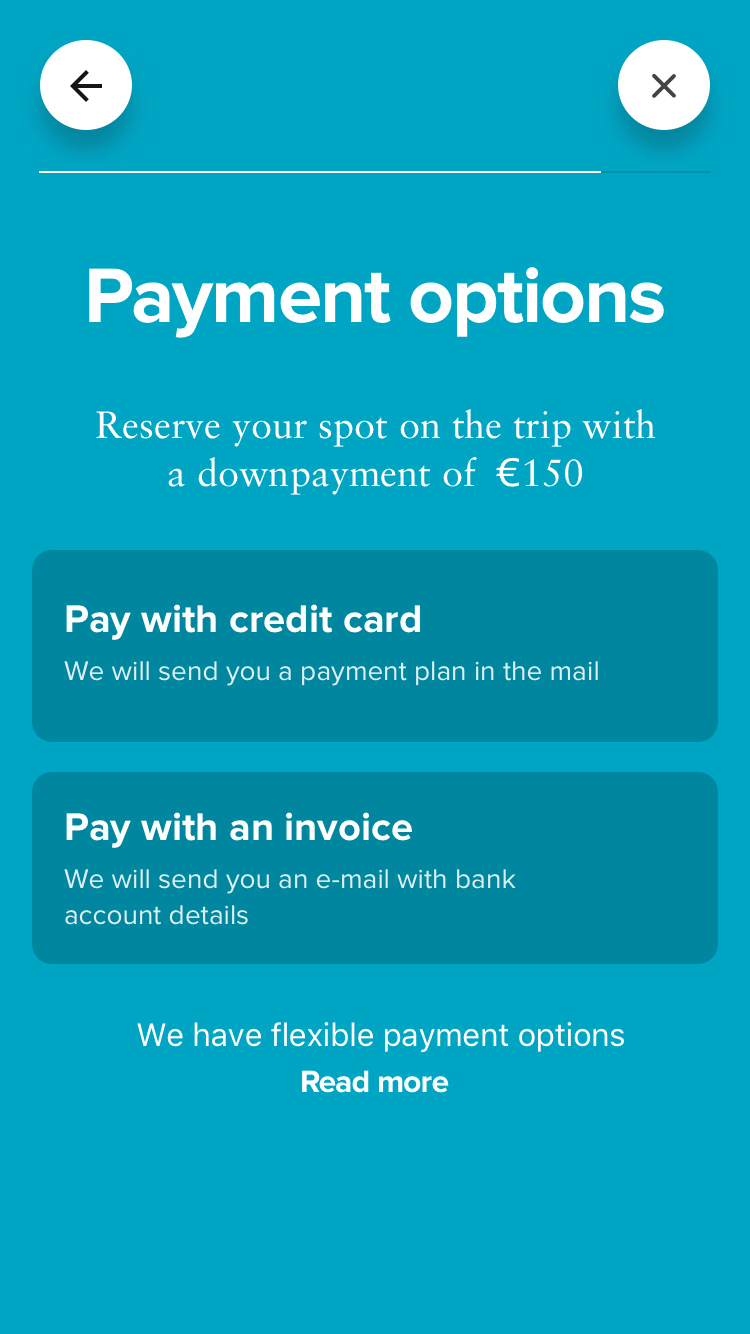 Payment options
Reserve your spot on the trip with
a downpayment of €150
Pay with credit card
We will send you a payment plan in the mail
Pay with an invoice
We will send you an e-mail with bank
account details
We have flexible payment options
Read more